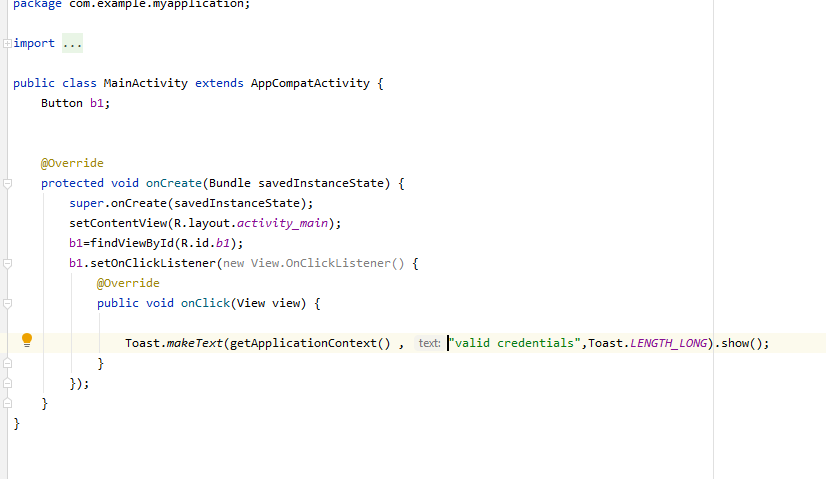 package com.example.myapplication;
import ...
public class MainActivity extends AppCompatActivity {
Button b1;
@Override
protected void onCreate(Bundle savedInstanceState) {
super.onCreate(savedInstanceState);
setContentView(R.layout.activity_main);
b1=findViewById(R.id.b1);
b1.setOnClickListener(new View.OnClickListener() {
@Override
public void onClick(View view) {
Toast.makeText(getApplicationContext() , text: "valid credentials",Toast.LENGTH_LONG).show();
}
});
}
}